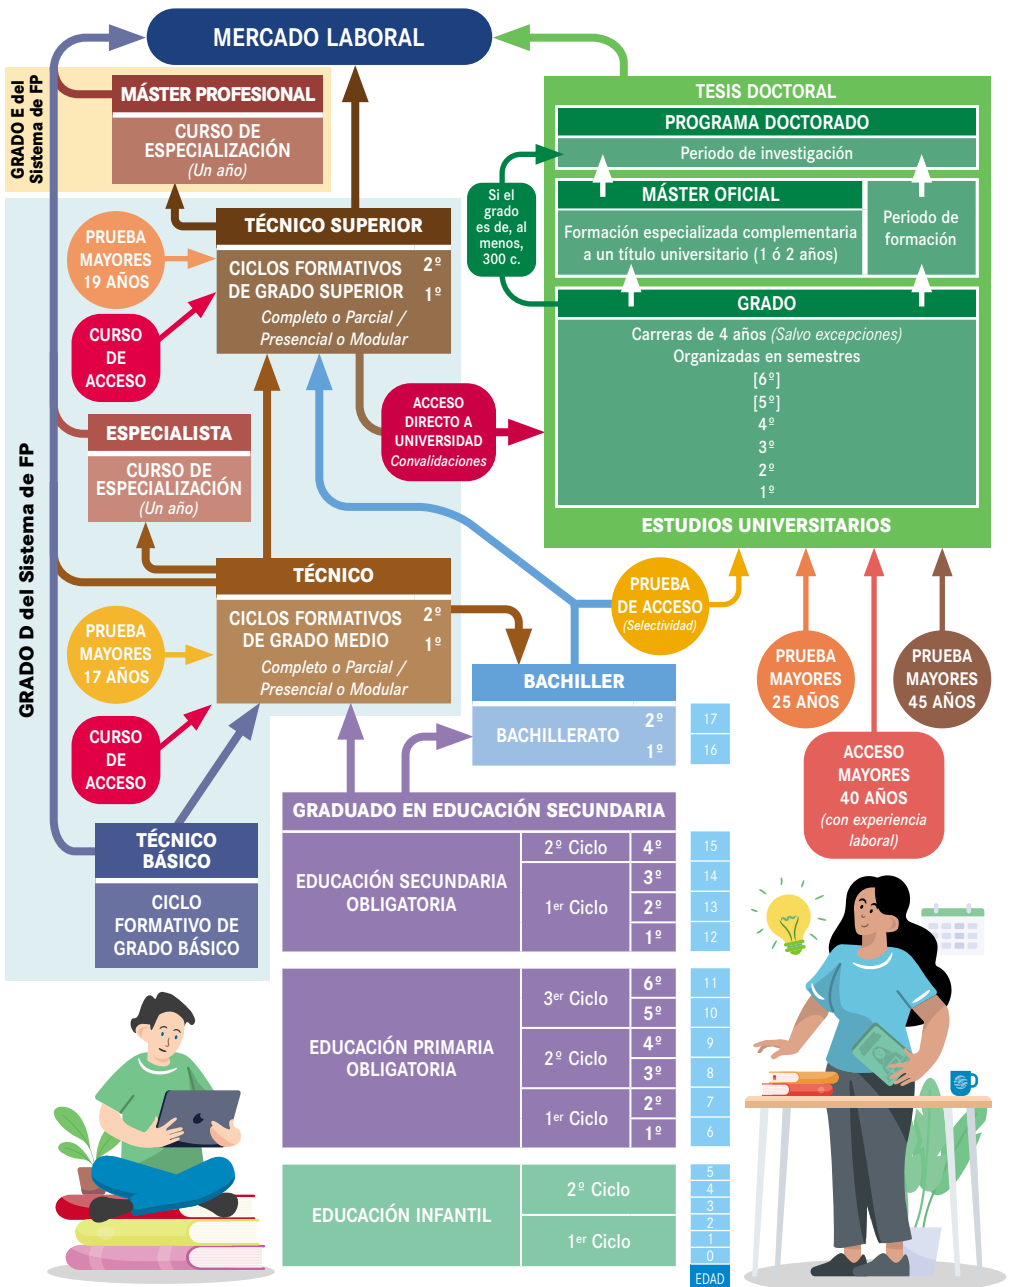 MERCADO LABORAL
GRADO E del
Sistema de FP
MÁSTER PROFESIONAL
CURSO DE
ESPECIALIZACIÓN
(Un año)
TESIS DOCTORAL
PROGRAMA DOCTORADO
Periodo de investigación
Si el
grado
es de, al
menos,
300 c.
MÁSTER OFICIAL
Formación especializada complementaria
a un título universitario (1 ó 2 años)
Periodo de
formación
GRADO
Carreras de 4 años (Salvo excepciones)
Organizadas en semestres
[6º]
[5º]
4º
3º
2º
1º
ESTUDIOS UNIVERSITARIOS
GRADO D del Sistema de FP
PRUEBA
MAYORES
19 AÑOS
CURSO
DE
ACCESO
TÉCNICO SUPERIOR
CICLOS FORMATIVOS 2º
DE GRADO SUPERIOR 1º
Completo o Parcial /
Presencial o Modular
ACCESO
DIRECTO A
UNIVERSIDAD
Convalidaciones
ESPECIALISTA
CURSO DE
ESPECIALIZACIÓN
(Un año)
TÉCNICO
CICLOS FORMATIVOS 2º
DE GRADO MEDIO 1º
Completo o Parcial /
Presencial o Modular
PRUEBA
MAYORES
17 AÑOS
CURSO
DE
ACCESO
PRUEBA
DE ACCESO
(Selectividad)
PRUEBA
MAYORES
25 AÑOS
PRUEBA
MAYORES
45 AÑOS
ACCESO
MAYORES
40 AÑOS
(con experiencia
laboral)
BACHILLER
BACHILLERATO
2º 17
1º 16
TÉCNICO
BÁSICO
CICLO
FORMATIVO DE
GRADO BÁSICO
GRADUADO EN EDUCACIÓN SECUNDARIA
EDUCACIÓN SECUNDARIA
OBLIGATORIA
2º Ciclo 4º 15
3º 14
1er Ciclo 2º 13
1º 12
EDUCACIÓN PRIMARIA
OBLIGATORIA
3er Ciclo 6º 11
5º 10
2º Ciclo 4º 9
3º 8
1er Ciclo 2º 7
1º 6
EDUCACIÓN INFANTIL
2º Ciclo
1er Ciclo
5
4
3
2
1
0
EDAD